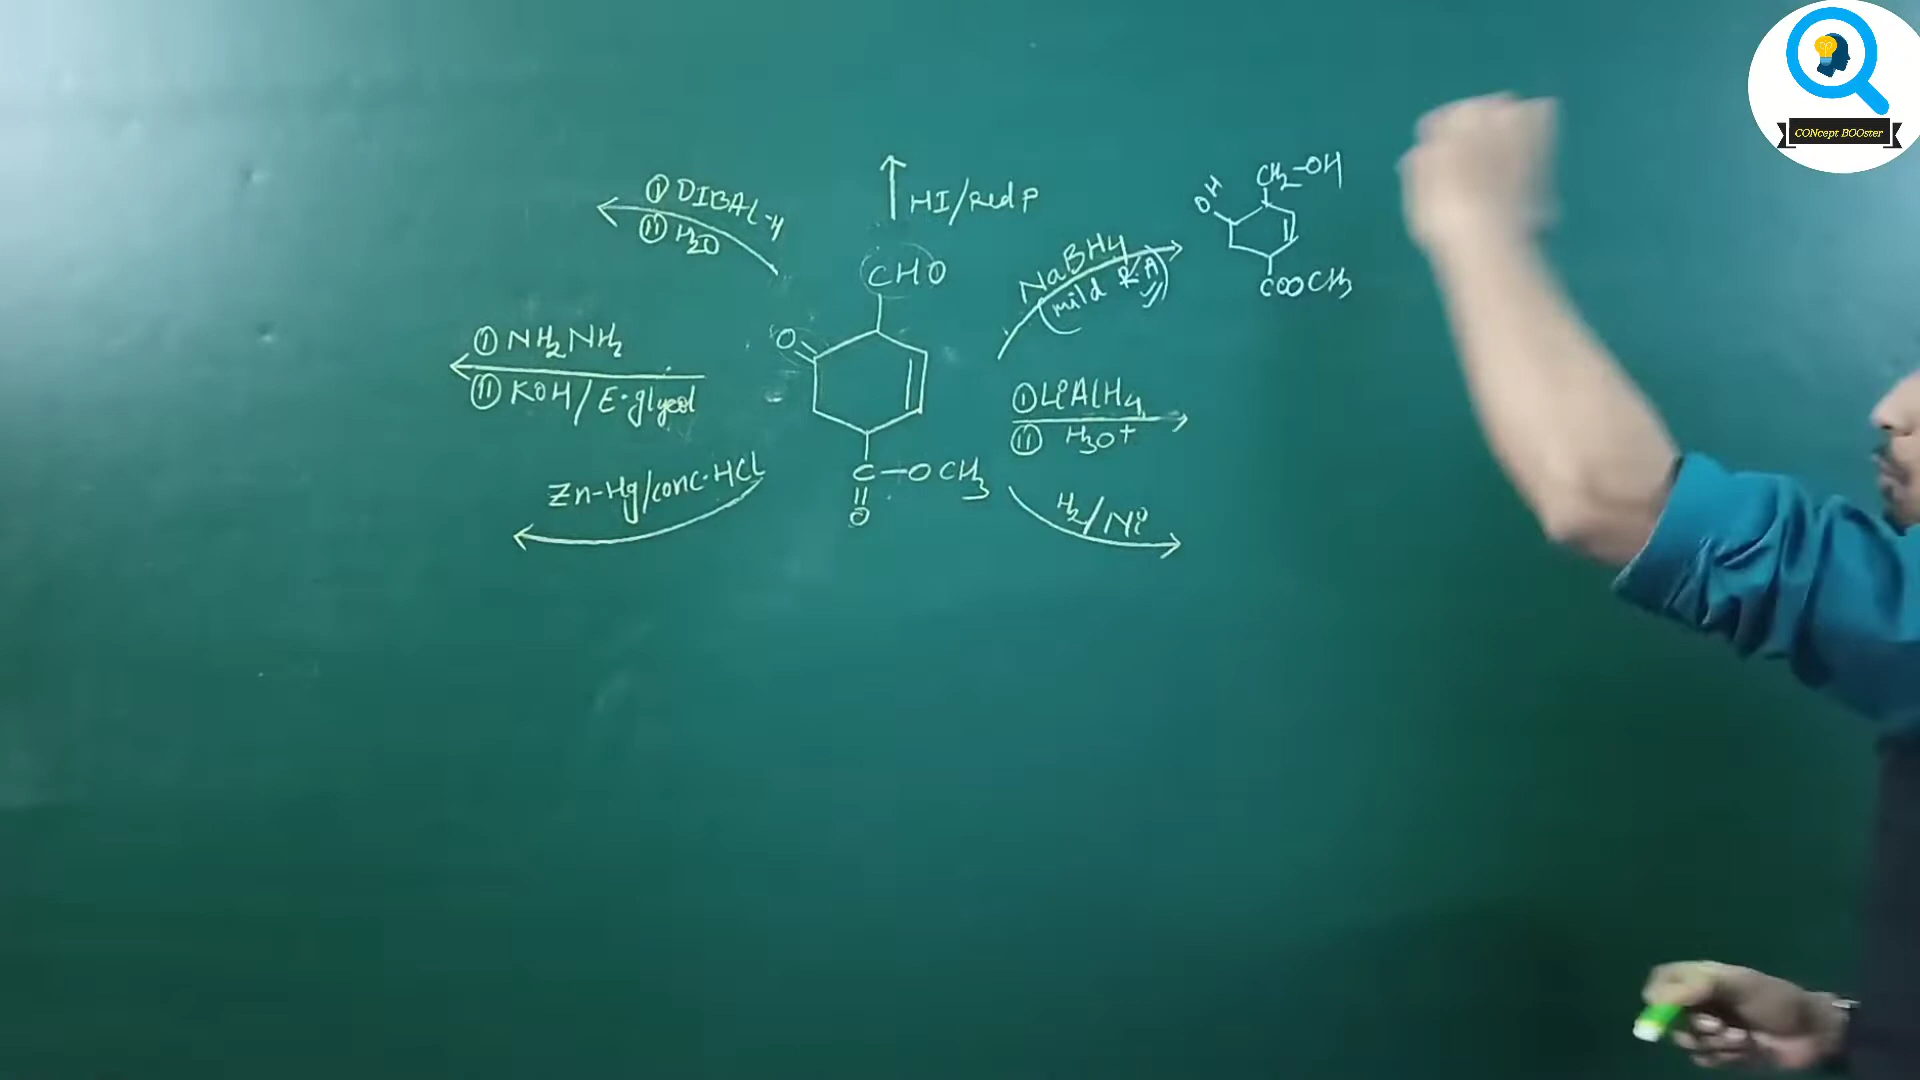 CONcept BOOster
CH2-OH
OH
COOCH3
① DIBAL-H
② H2O
HI/Red P
CHO
O
NaBH4
(mild R.A)
① NH2NH2
② KOH/E.glycol
① LiAlH4
② H3O+
Zn-Hg/conc.HCl
C-OCH3
O
H2/Ni